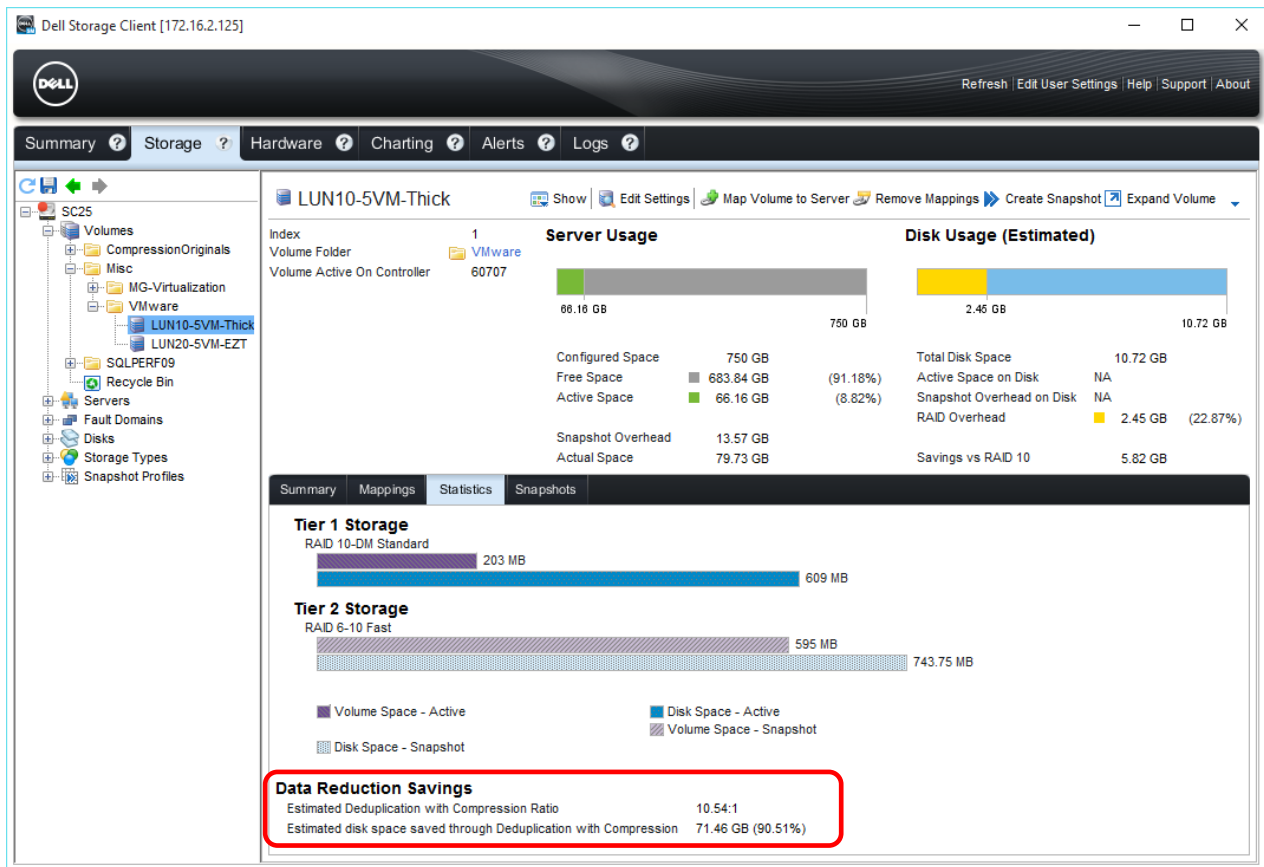 Dell Storage Client [172.16.2.125]
DELL
Refresh | Edit User Settings | Help | Support | About
Summary ? Storage ? Hardware ? Charting ? Alerts ? Logs ?
SC25
Volumes
CompressionOriginals
Misc
MG-Virtualization
VMware
LUN10-5VM-Thick
LUN20-5VM-EZT
SQLPERF09
Recycle Bin
Servers
Fault Domains
Disks
Storage Types
Snapshot Profiles
LUN10-5VM-Thick
Show | Edit Settings | Map Volume to Server Remove Mappings Create Snapshot Expand Volume
Index 1
Volume Folder VMware
Volume Active On Controller 60707
Server Usage
66.16 GB
750 GB
Configured Space 750 GB
Free Space 683.84 GB (91.18%)
Active Space 66.16 GB (8.82%)
Snapshot Overhead 13.57 GB
Actual Space 79.73 GB
Disk Usage (Estimated)
2.45 GB
10.72 GB
Total Disk Space 10.72 GB
Active Space on Disk NA
Snapshot Overhead on Disk NA
RAID Overhead 2.45 GB (22.87%)
Savings vs RAID 10 5.82 GB
Summary Mappings Statistics Snapshots
Tier 1 Storage
RAID 10-DM Standard
203 MB
609 MB
Tier 2 Storage
RAID 6-10 Fast
595 MB
743.75 MB
Volume Space - Active
Disk Space - Active
Volume Space - Snapshot
Disk Space - Snapshot
Data Reduction Savings
Estimated Deduplication with Compression Ratio 10.54:1
Estimated disk space saved through Deduplication with Compression 71.46 GB (90.51%)